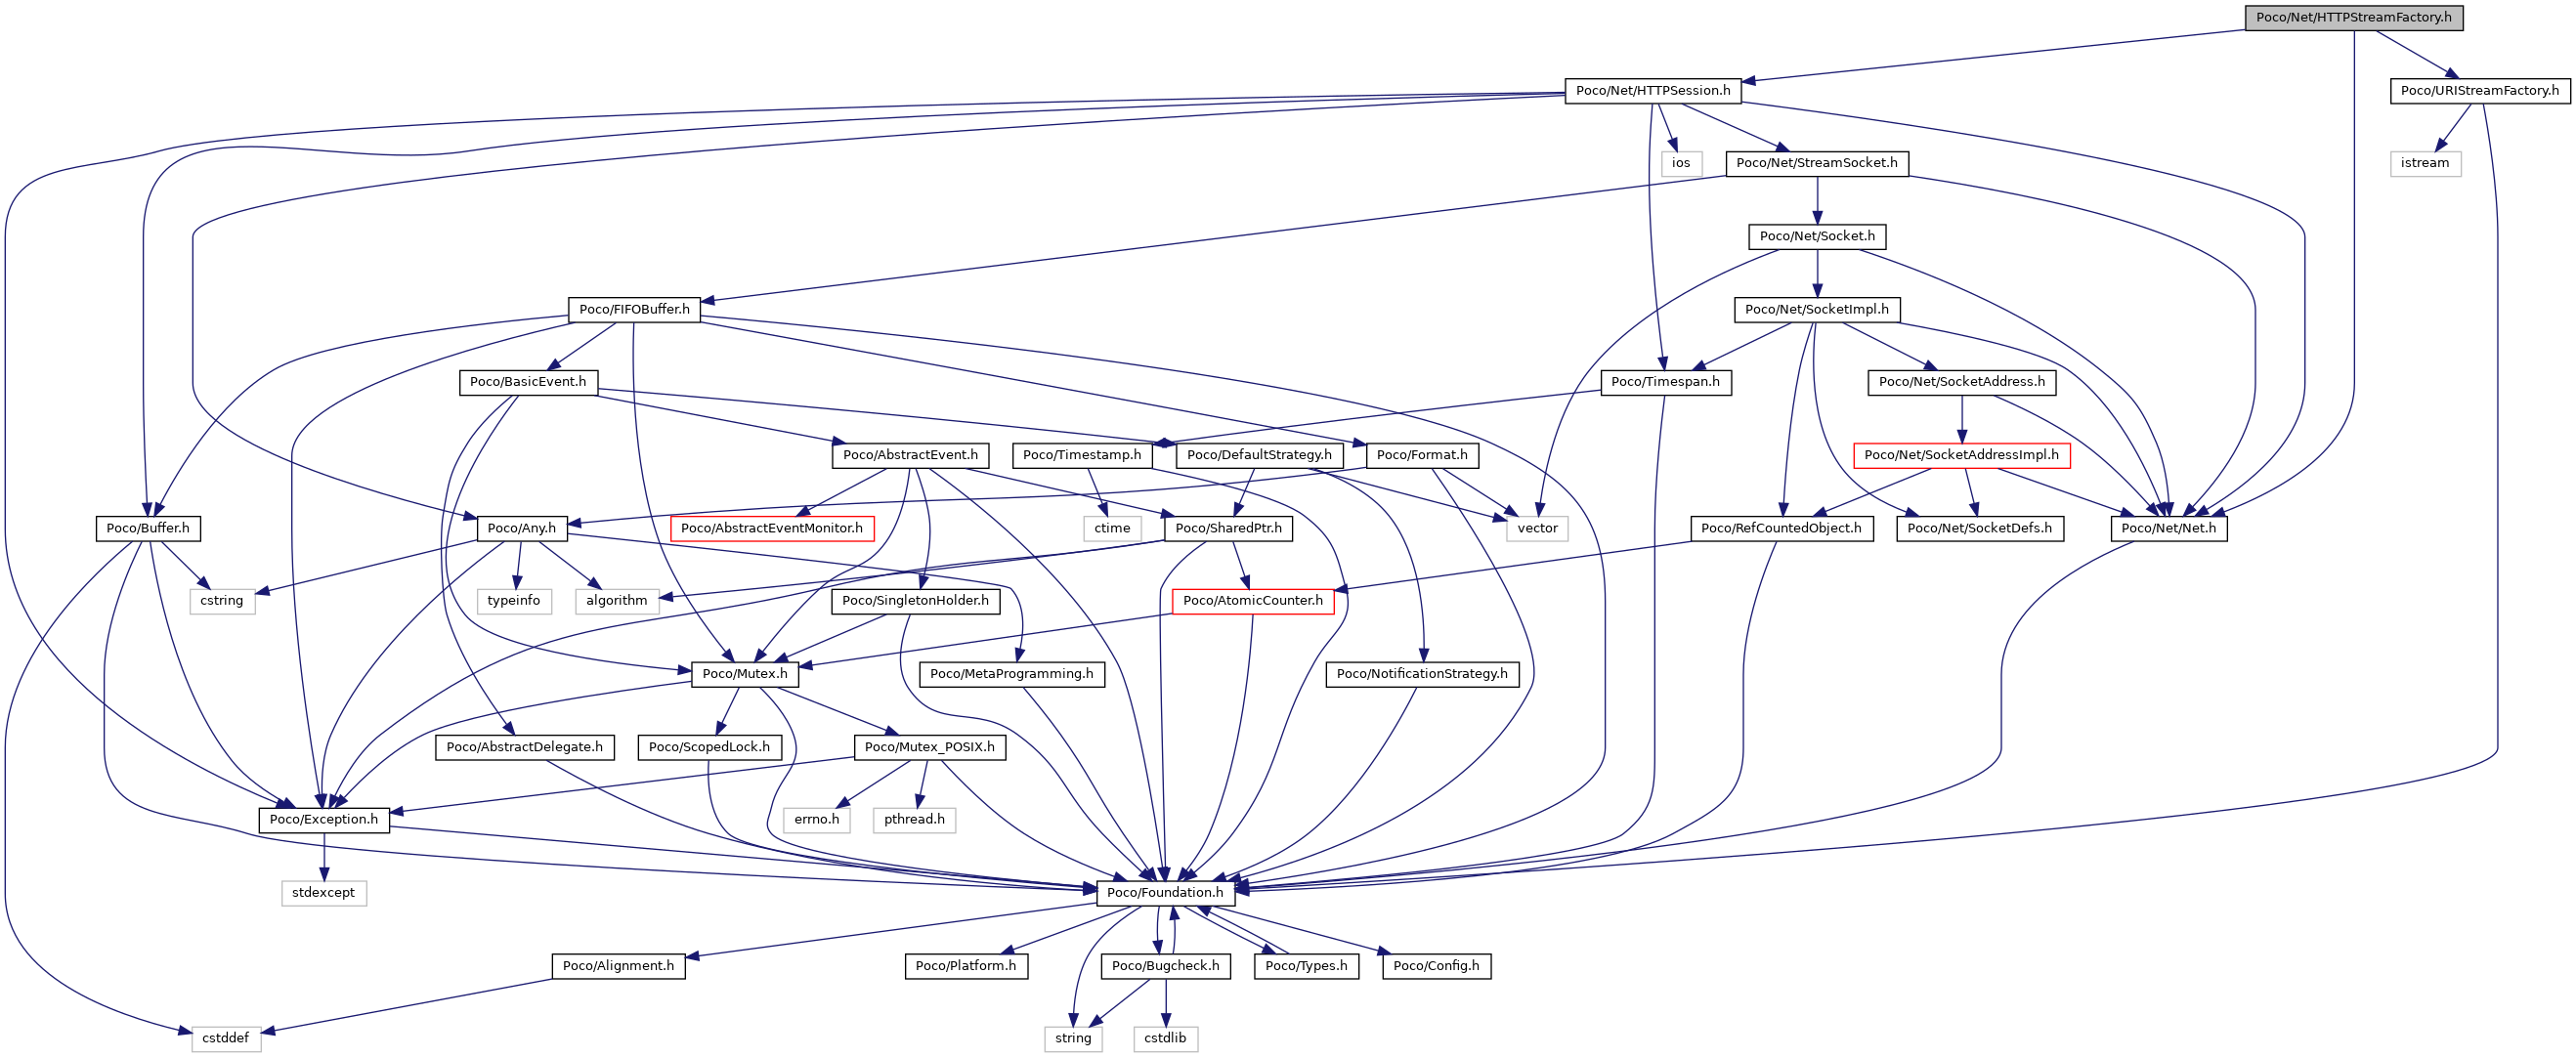 Poco/Net/HTTPStreamFactory.h
Poco/Net/HTTPSession.h
Poco/URIStreamFactory.h
ios
Poco/Net/StreamSocket.h
istream
Poco/Net/Socket.h
Poco/FIFOBuffer.h
Poco/Net/SocketImpl.h
Poco/BasicEvent.h
Poco/Timespan.h
Poco/Net/SocketAddress.h
Poco/AbstractEvent.h
Poco/Timestamp.h
Poco/DefaultStrategy.h
Poco/Format.h
Poco/Net/SocketAddressImpl.h
Poco/Buffer.h
Poco/Any.h
Poco/AbstractEventMonitor.h
ctime
Poco/SharedPtr.h
vector
Poco/RefCountedObject.h
Poco/Net/SocketDefs.h
Poco/Net/Net.h
cstring
typeinfo
algorithm
Poco/SingletonHolder.h
Poco/AtomicCounter.h
Poco/Mutex.h
Poco/MetaProgramming.h
Poco/NotificationStrategy.h
Poco/AbstractDelegate.h
Poco/ScopedLock.h
Poco/Mutex_POSIX.h
Poco/Exception.h
errno.h
pthread.h
stdexcept
Poco/Foundation.h
Poco/Alignment.h
Poco/Platform.h
Poco/Bugcheck.h
Poco/Types.h
Poco/Config.h
cstddef
string
cstdlib